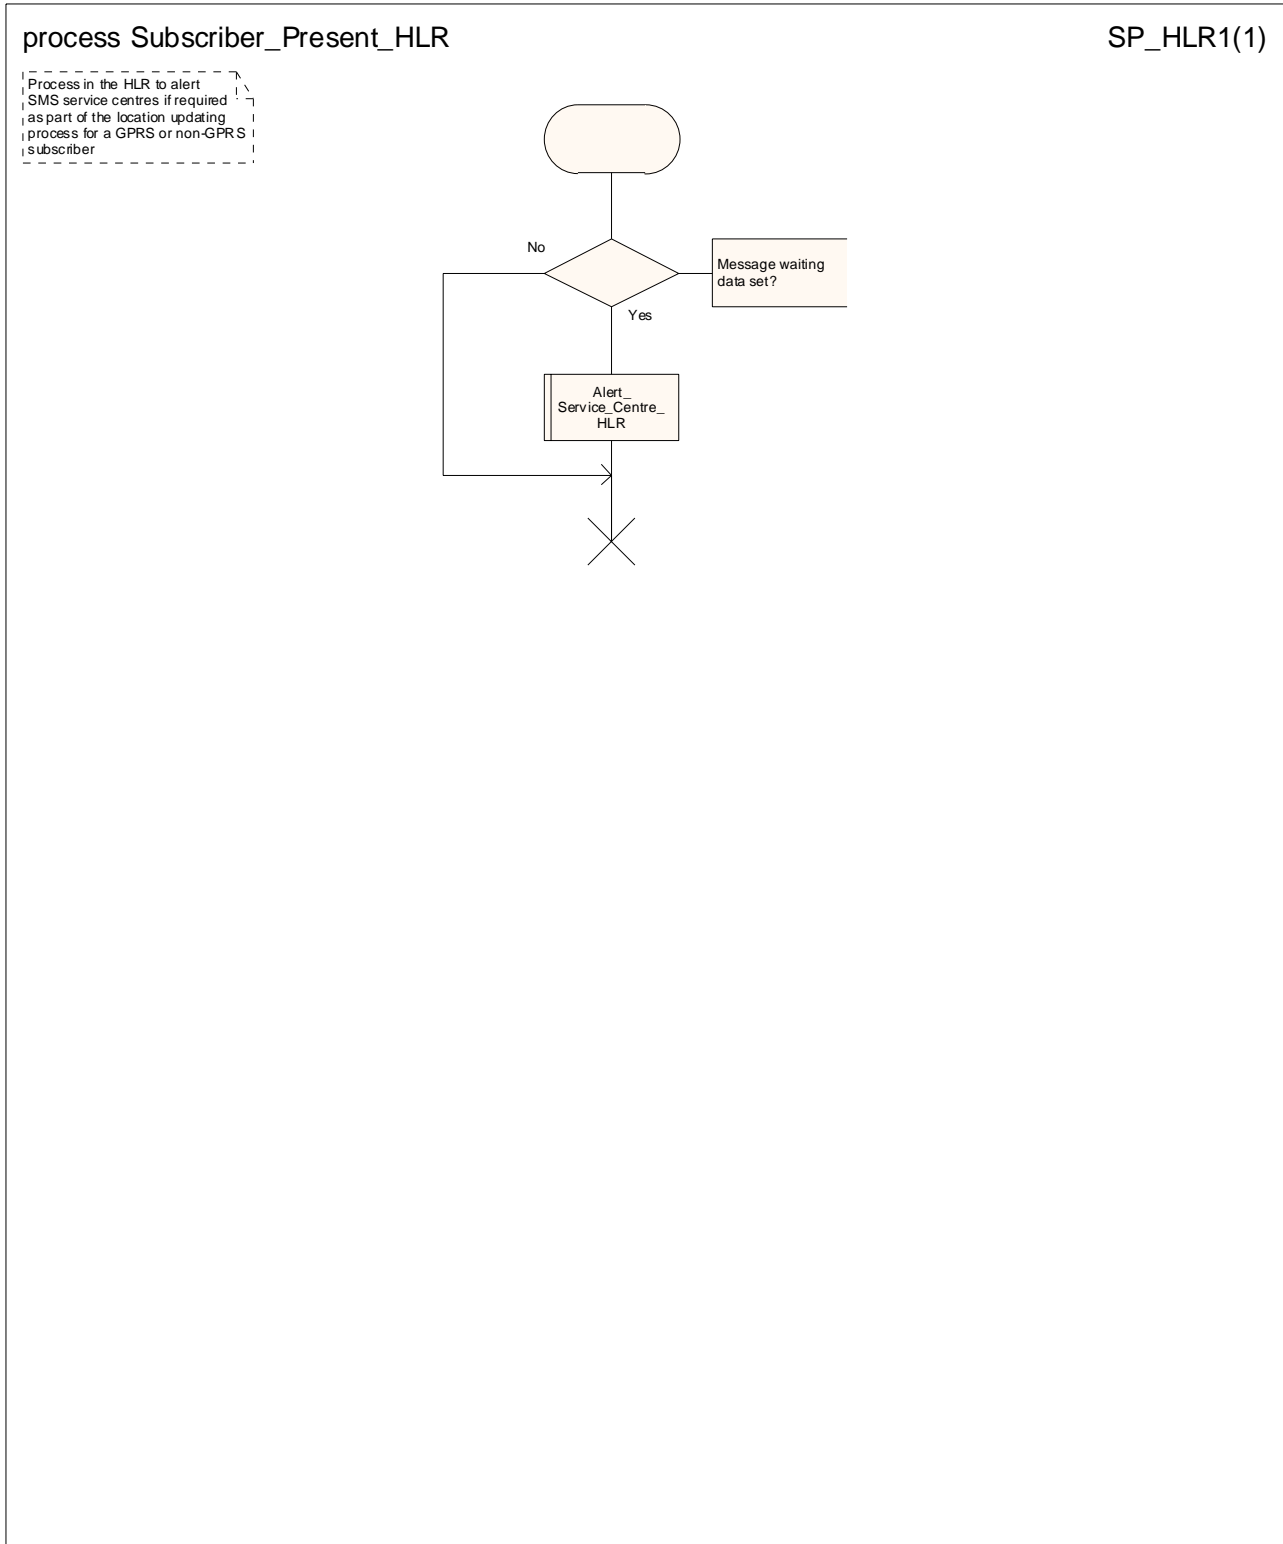 process Subscriber_Present_HLR
SP_HLR1(1)
Process in the HLR to alert
SMS service centres if required
as part of the location updating
process for a GPRS or non-GPRS
subscriber
No
Message waiting
data set?
Yes
Alert_
Service_Centre_
HLR